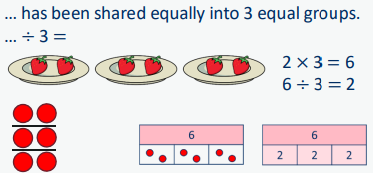 ... has been shared equally into 3 equal groups.
... ÷ 3 =
2 × 3 = 6
6 ÷ 3 = 2
6
6
2 2 2